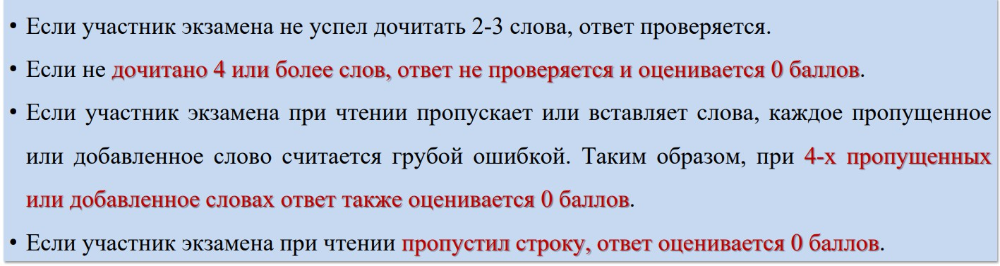 • Если участник экзамена не успел дочитать 2-3 слова, ответ проверяется.
• Если не дочитано 4 или более слов, ответ не проверяется и оценивается 0 баллов.
• Если участник экзамена при чтении пропускает или вставляет слова, каждое пропущенное
или добавленное слово считается грубой ошибкой. Таким образом, при 4-х пропущенных
или добавленное словах ответ также оценивается 0 баллов.
• Если участник экзамена при чтении пропустил строку, ответ оценивается 0 баллов.